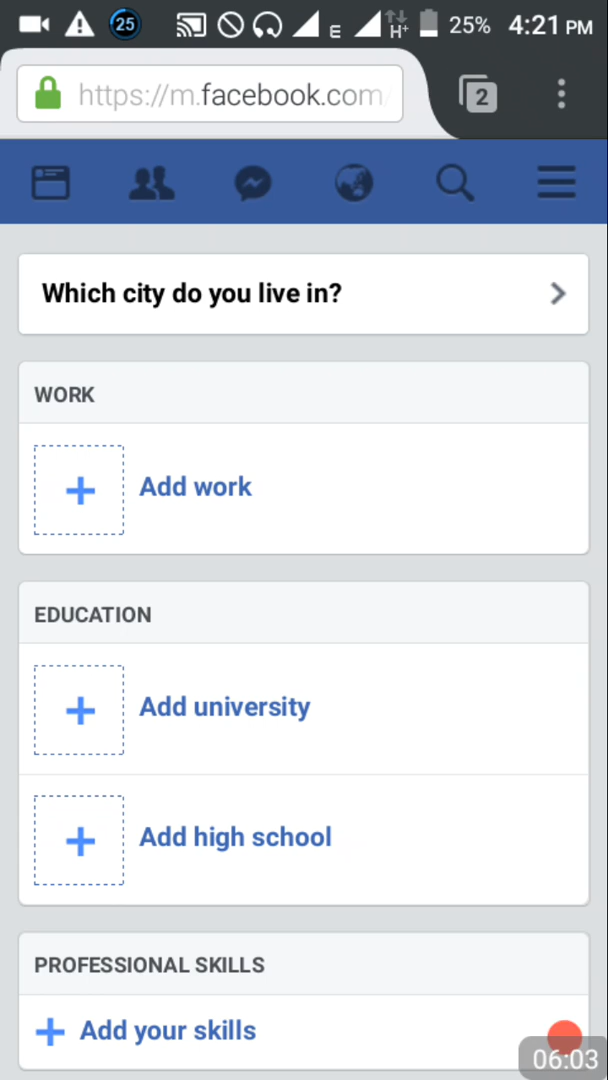 25 E H+ 25% 4:21 PM
https://m.facebook.com/ 2
Which city do you live in?
WORK
Add work
EDUCATION
Add university
Add high school
PROFESSIONAL SKILLS
Add your skills
06:03